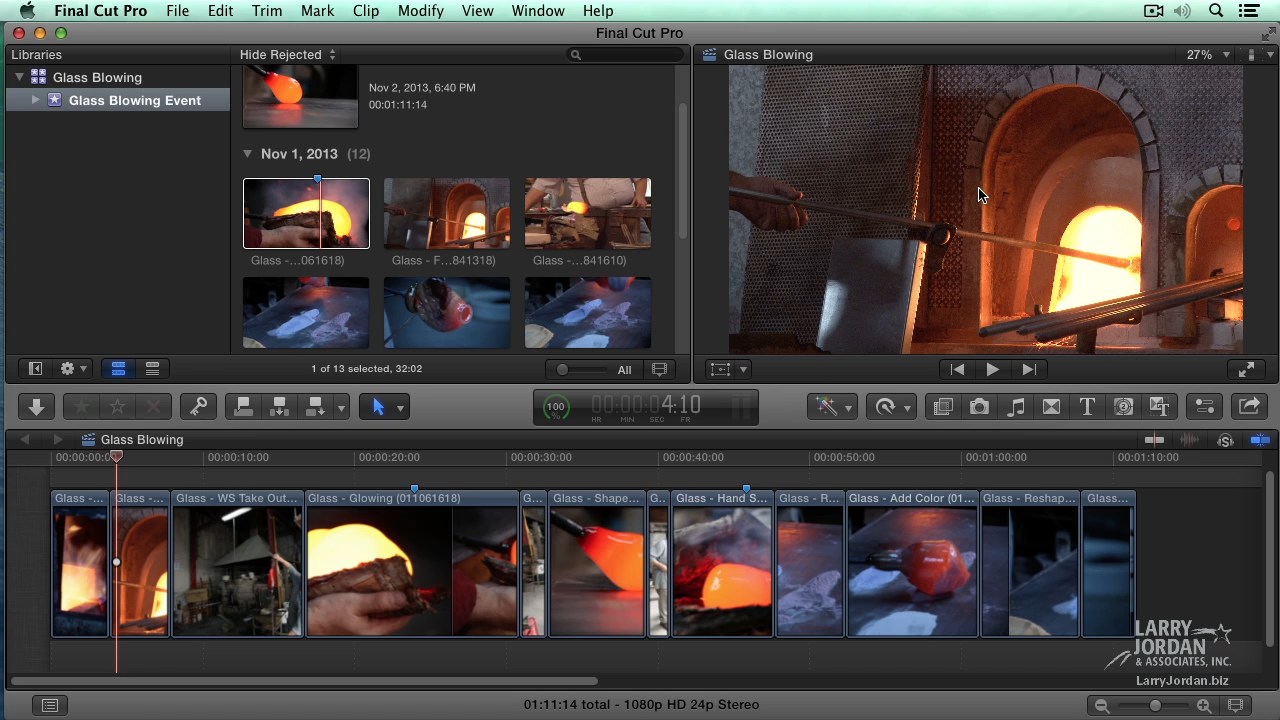 Final Cut Pro File Edit Trim Mark Clip Modify View Window Help
Final Cut Pro
Libraries
Hide Rejected
Glass Blowing
27%
Glass Blowing
Glass Blowing Event
Nov 2, 2013, 6:40 PM
00:01:11:14
Nov 1, 2013 (12)
Glass -...061618)
Glass - F...841318)
Glass -...841610)
1 of 13 selected, 32:02
All
100
%
00:00:04:10
HR MIN SEC FR
Glass Blowing
00:00:00:0
00:00:10:00
00:00:20:00
00:00:30:00
00:00:40:00
00:00:50:00
00:01:00:00
00:01:10:00
Glass -...
Glass -...
Glass - WS Take Out...
Glass - Glowing (011061618)
G...
Glass - Shape...
G..
Glass - Hand S...
Glass - R...
Glass - Add Color (01...
Glass - Reshap...
Glass...
LARRY
JORDAN
& ASSOCIATES, INC.
LarryJordan.biz
01:11:14 total - 1080p HD 24p Stereo